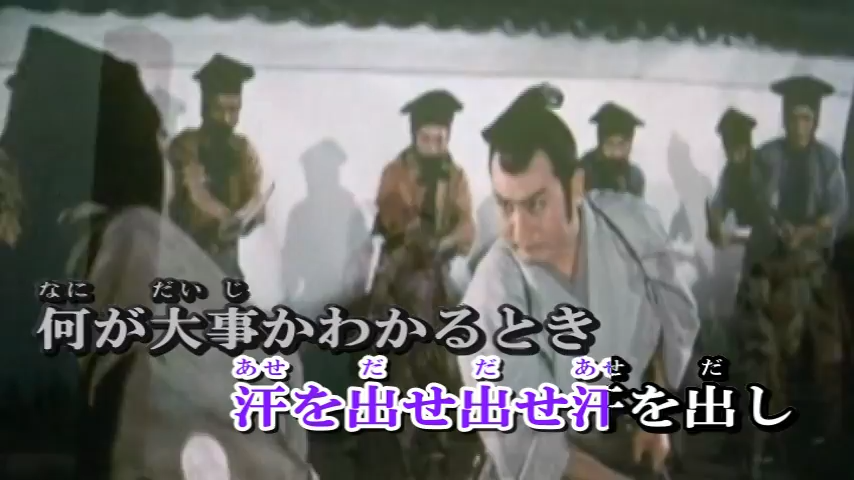 なに だいじ
何が大事かわかるとき
あせ だ だ あせ だ
汗を出せ出せ汗を出し